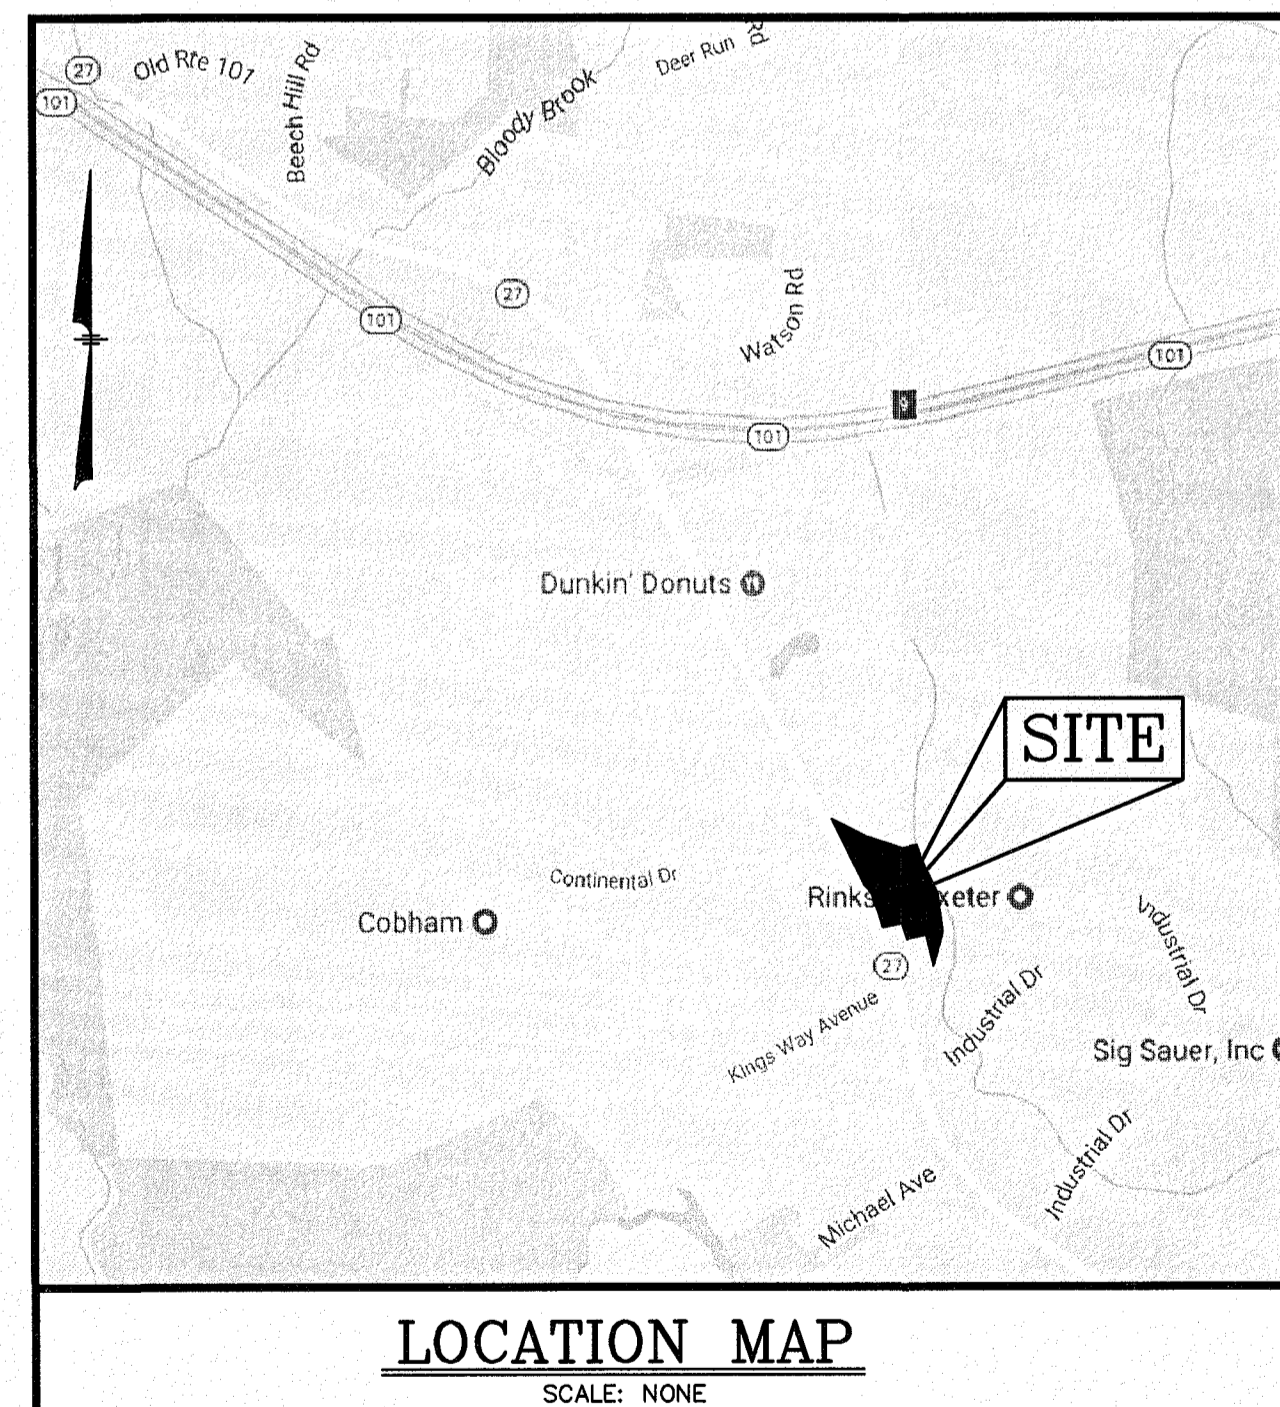 27
Old Rte 101
Beech Hill Rd
Bloody Brook
Deer Run Rd
101
27
Watson Rd
101
101
101
Dunkin' Donuts
SITE
Continental Dr
Cobham
27
Kings Way Avenue
Industrial Dr
Industrial Dr
Sig Sauer, Inc
Industrial Dr
Michael Ave
LOCATION MAP
SCALE: NONE